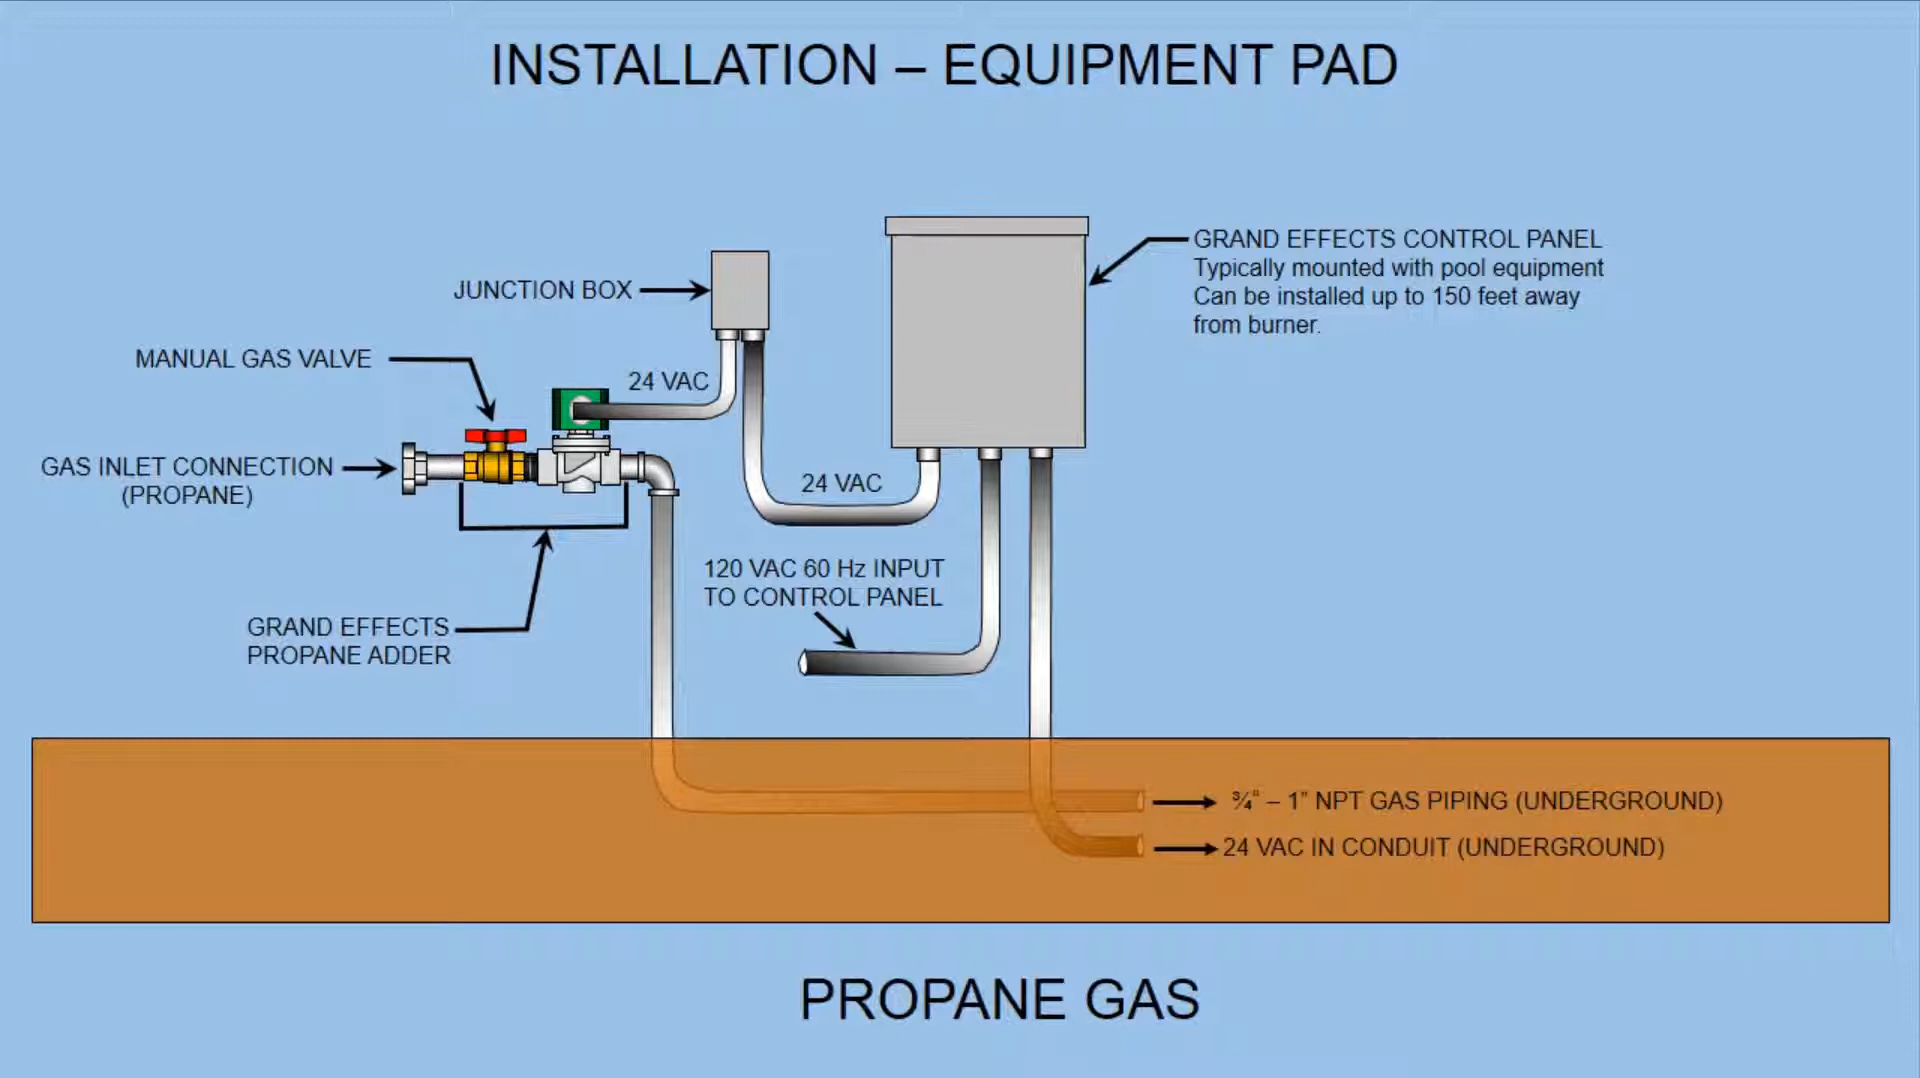 INSTALLATION – EQUIPMENT PAD
GRAND EFFECTS CONTROL PANEL
Typically mounted with pool equipment
Can be installed up to 150 feet away
from burner.
JUNCTION BOX
MANUAL GAS VALVE
24 VAC
GAS INLET CONNECTION
(PROPANE)
24 VAC
120 VAC 60 Hz INPUT
TO CONTROL PANEL
GRAND EFFECTS
PROPANE ADDER
¾" – 1" NPT GAS PIPING (UNDERGROUND)
24 VAC IN CONDUIT (UNDERGROUND)
PROPANE GAS